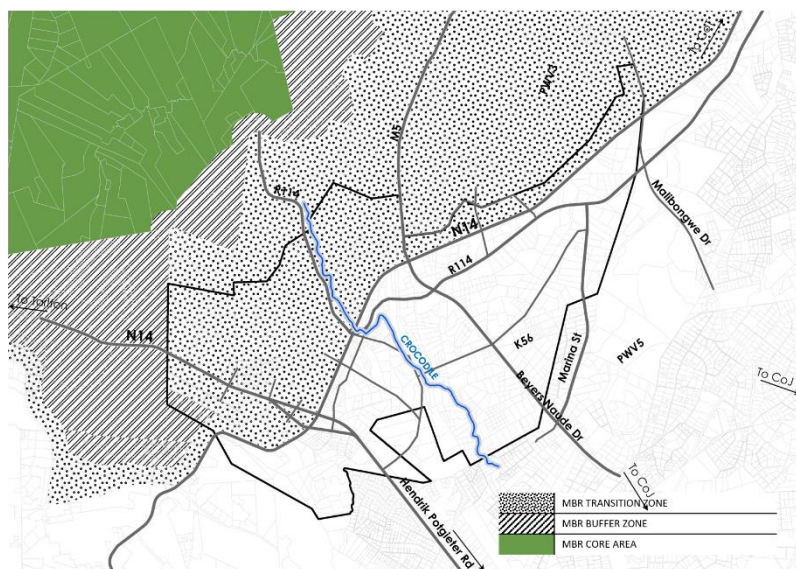 To CoJ
PWV3
M5
R114
Malibongwe Dr
N14
R114
To Tarlton
N14
CROCODILE
K56
Marina St
PWV5
Beyers Naude Dr
To CoJ
To CoJ
Hendrik Potgieter Rd
MBR TRANSITION ZONE
MBR BUFFER ZONE
MBR CORE AREA